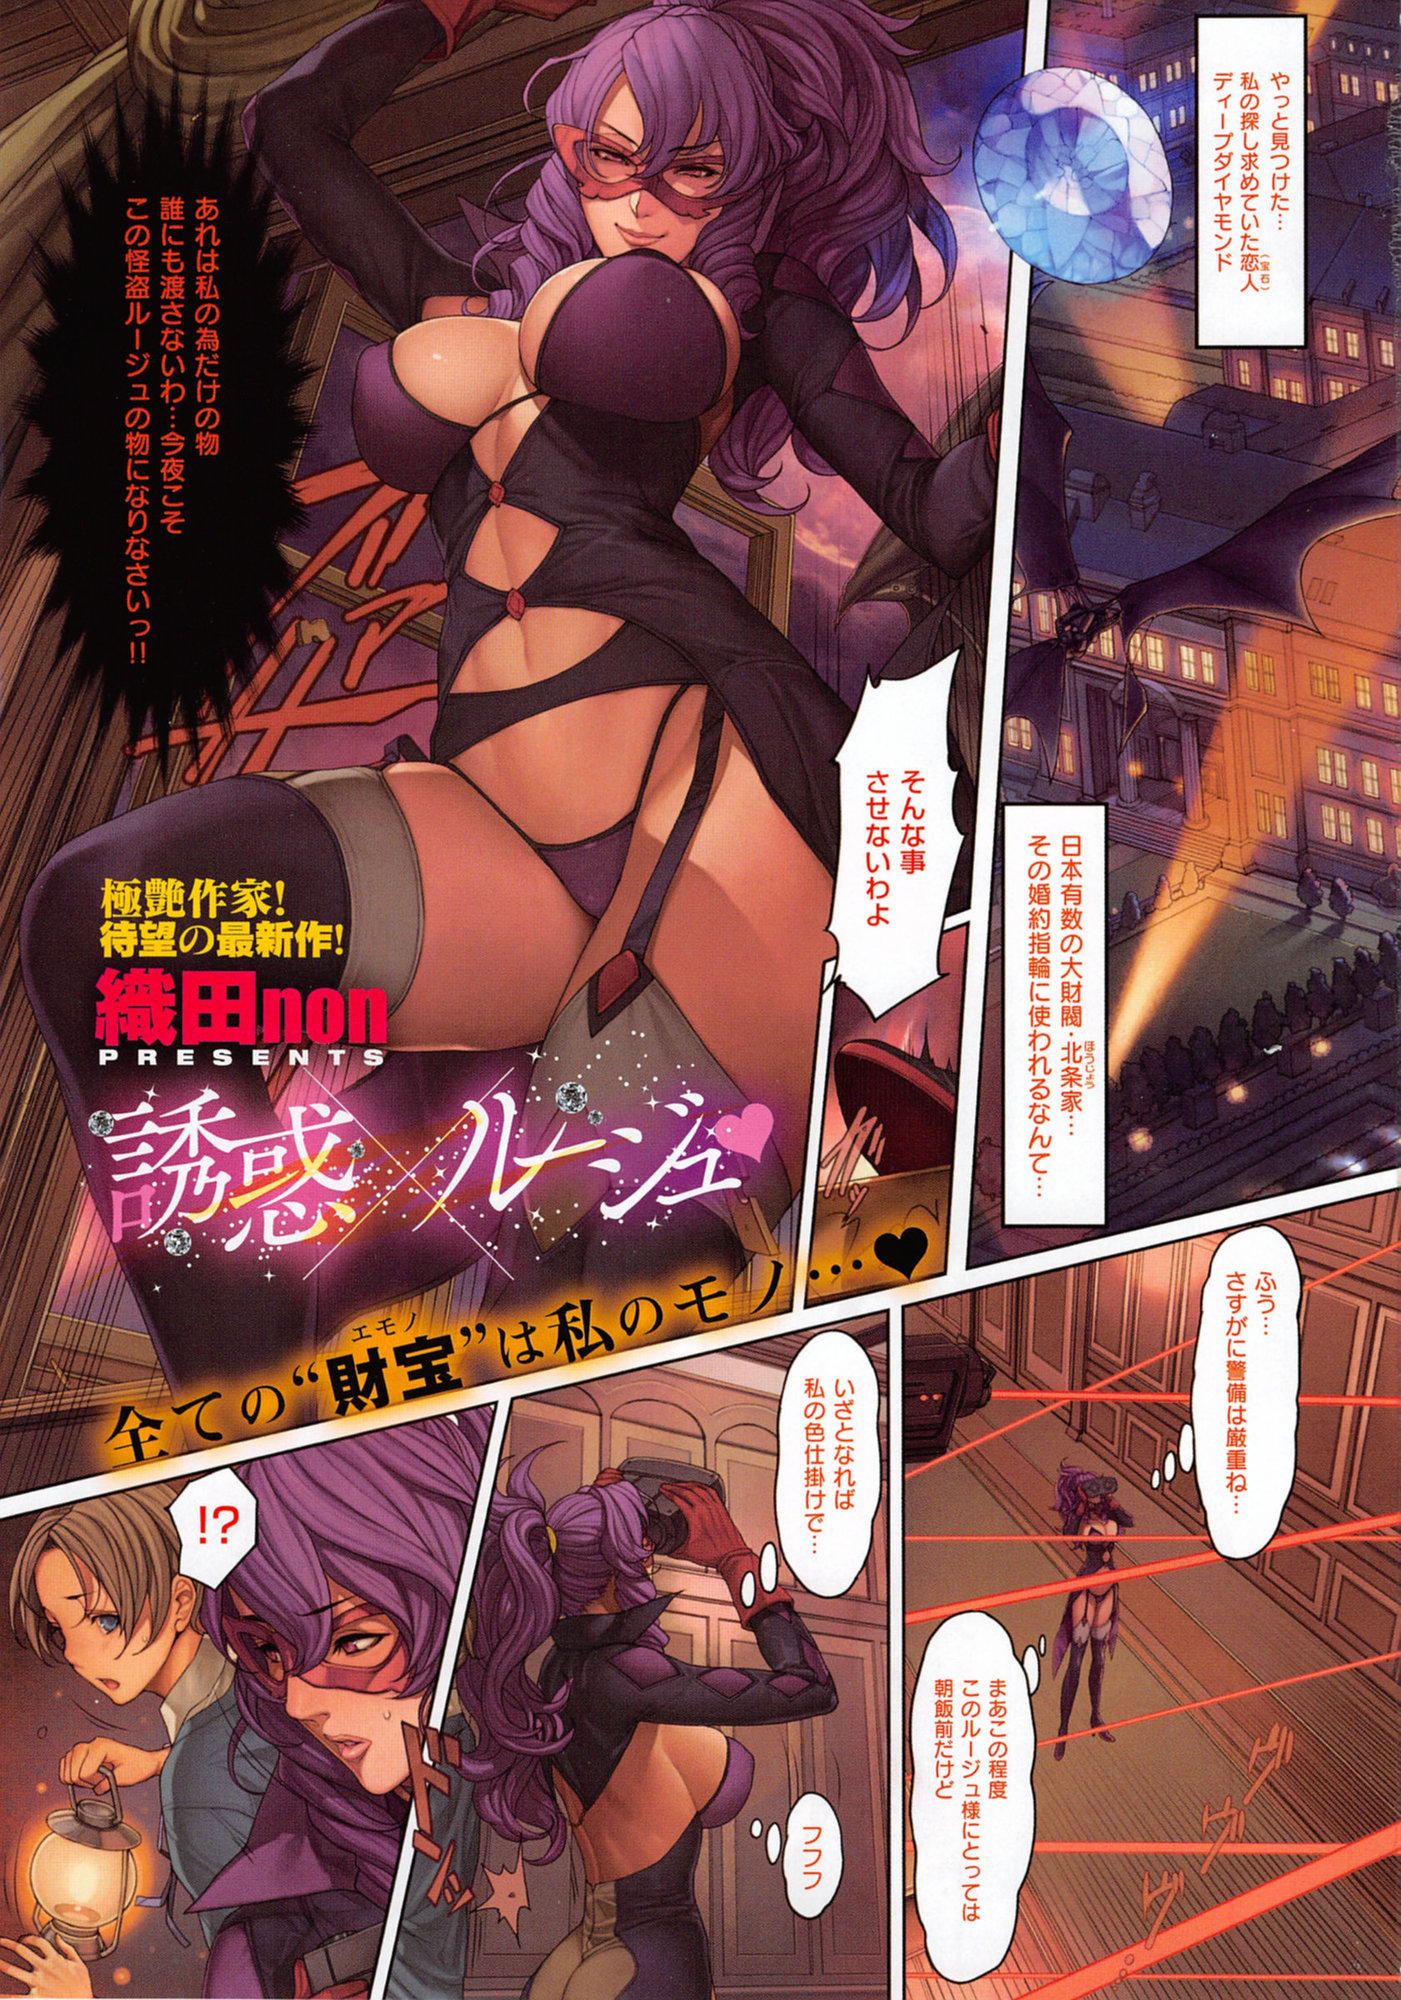 やっと見つけた…
私の探し求めていた恋人
(宝石)
ディープダイヤモンド
日本有数の大財閥・北条家…
ほうじょう
その婚約指輪に使われるなんて…
そんな事
させないわよ
あれは私の為だけの物
誰にも渡さないわ…今夜こそ
この怪盗ルージュの物になりなさいっ!!
極艶作家!
待望の最新作!
織田non
PRESENTS
誘惑×ルージュ♥
全ての“財宝”は私のモノ…♥
エモノ
ふう…
さすがに警備は厳重ね…
まあこの程度
このルージュ様にとっては
朝飯前だけど
いざとなれば
私の色仕掛けで…
フフフ
!?